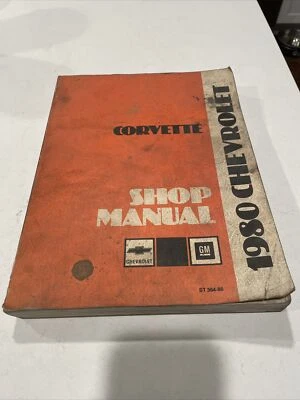 CORVETTE
SHOP
MANUAL
CHEVROLET
GM
1980 CHEVROLET
ST 364-80